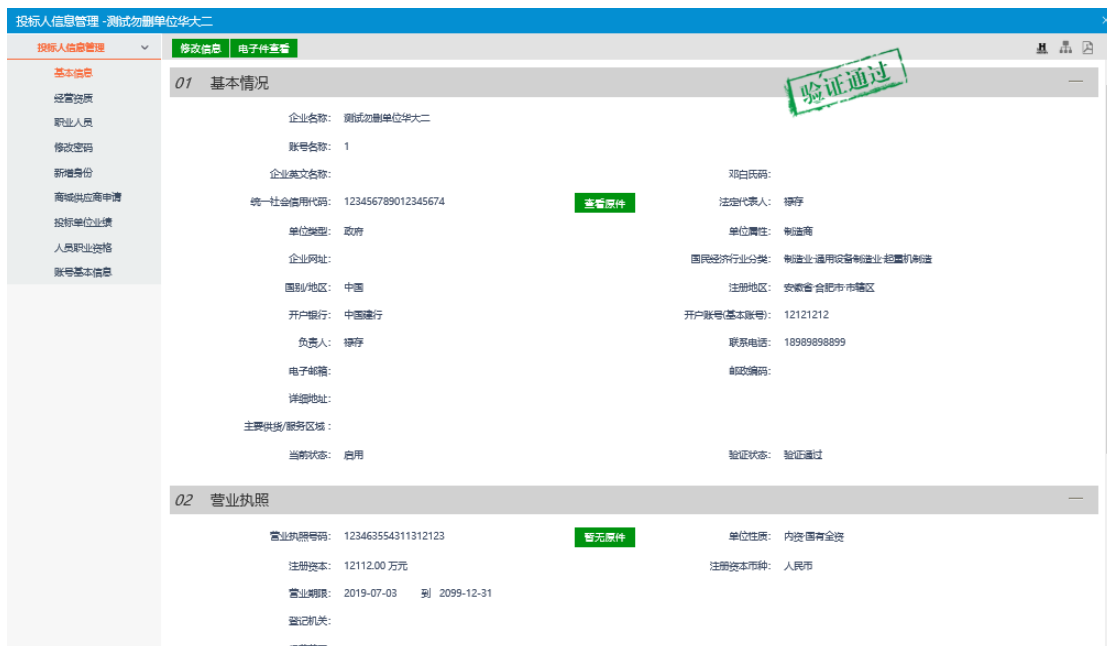 投标人信息管理 -测试勿删单位华大二
投标人信息管理
修改信息 电子件查看
基本信息
经营资质
职业人员
修改密码
新增身份
商城供应商申请
投标单位业绩
人员职业资格
账号基本信息
01 基本情况
验证通过
企业名称: 测试勿删单位华大二
账号名称: 1
企业英文名称: 邓白氏码:
统一社会信用代码: 123456789012345674 查看原件 法定代表人: 存
单位类型: 政府 单位属性: 制造商
企业网址: 国民经济行业分类: 制造业·通用设备制造业·起重机制造
国别/地区: 中国 注册地区: 安徽省·合肥市·市辖区
开户银行: 中国建行 开户账号(基本账号): 12121212
负责人: 存 联系电话: 18989898899
电子邮箱: 邮政编码:
详细地址:
主要供货/服务区域:
当前状态: 启用 验证状态: 验证通过
02 营业执照
营业执照号码: 123463554311312123 暂无原件 单位性质: 内资·国有全资
注册资本: 12112.00 万元 注册资本币种: 人民币
营业期限: 2019-07-03 到 2099-12-31
登记机关: